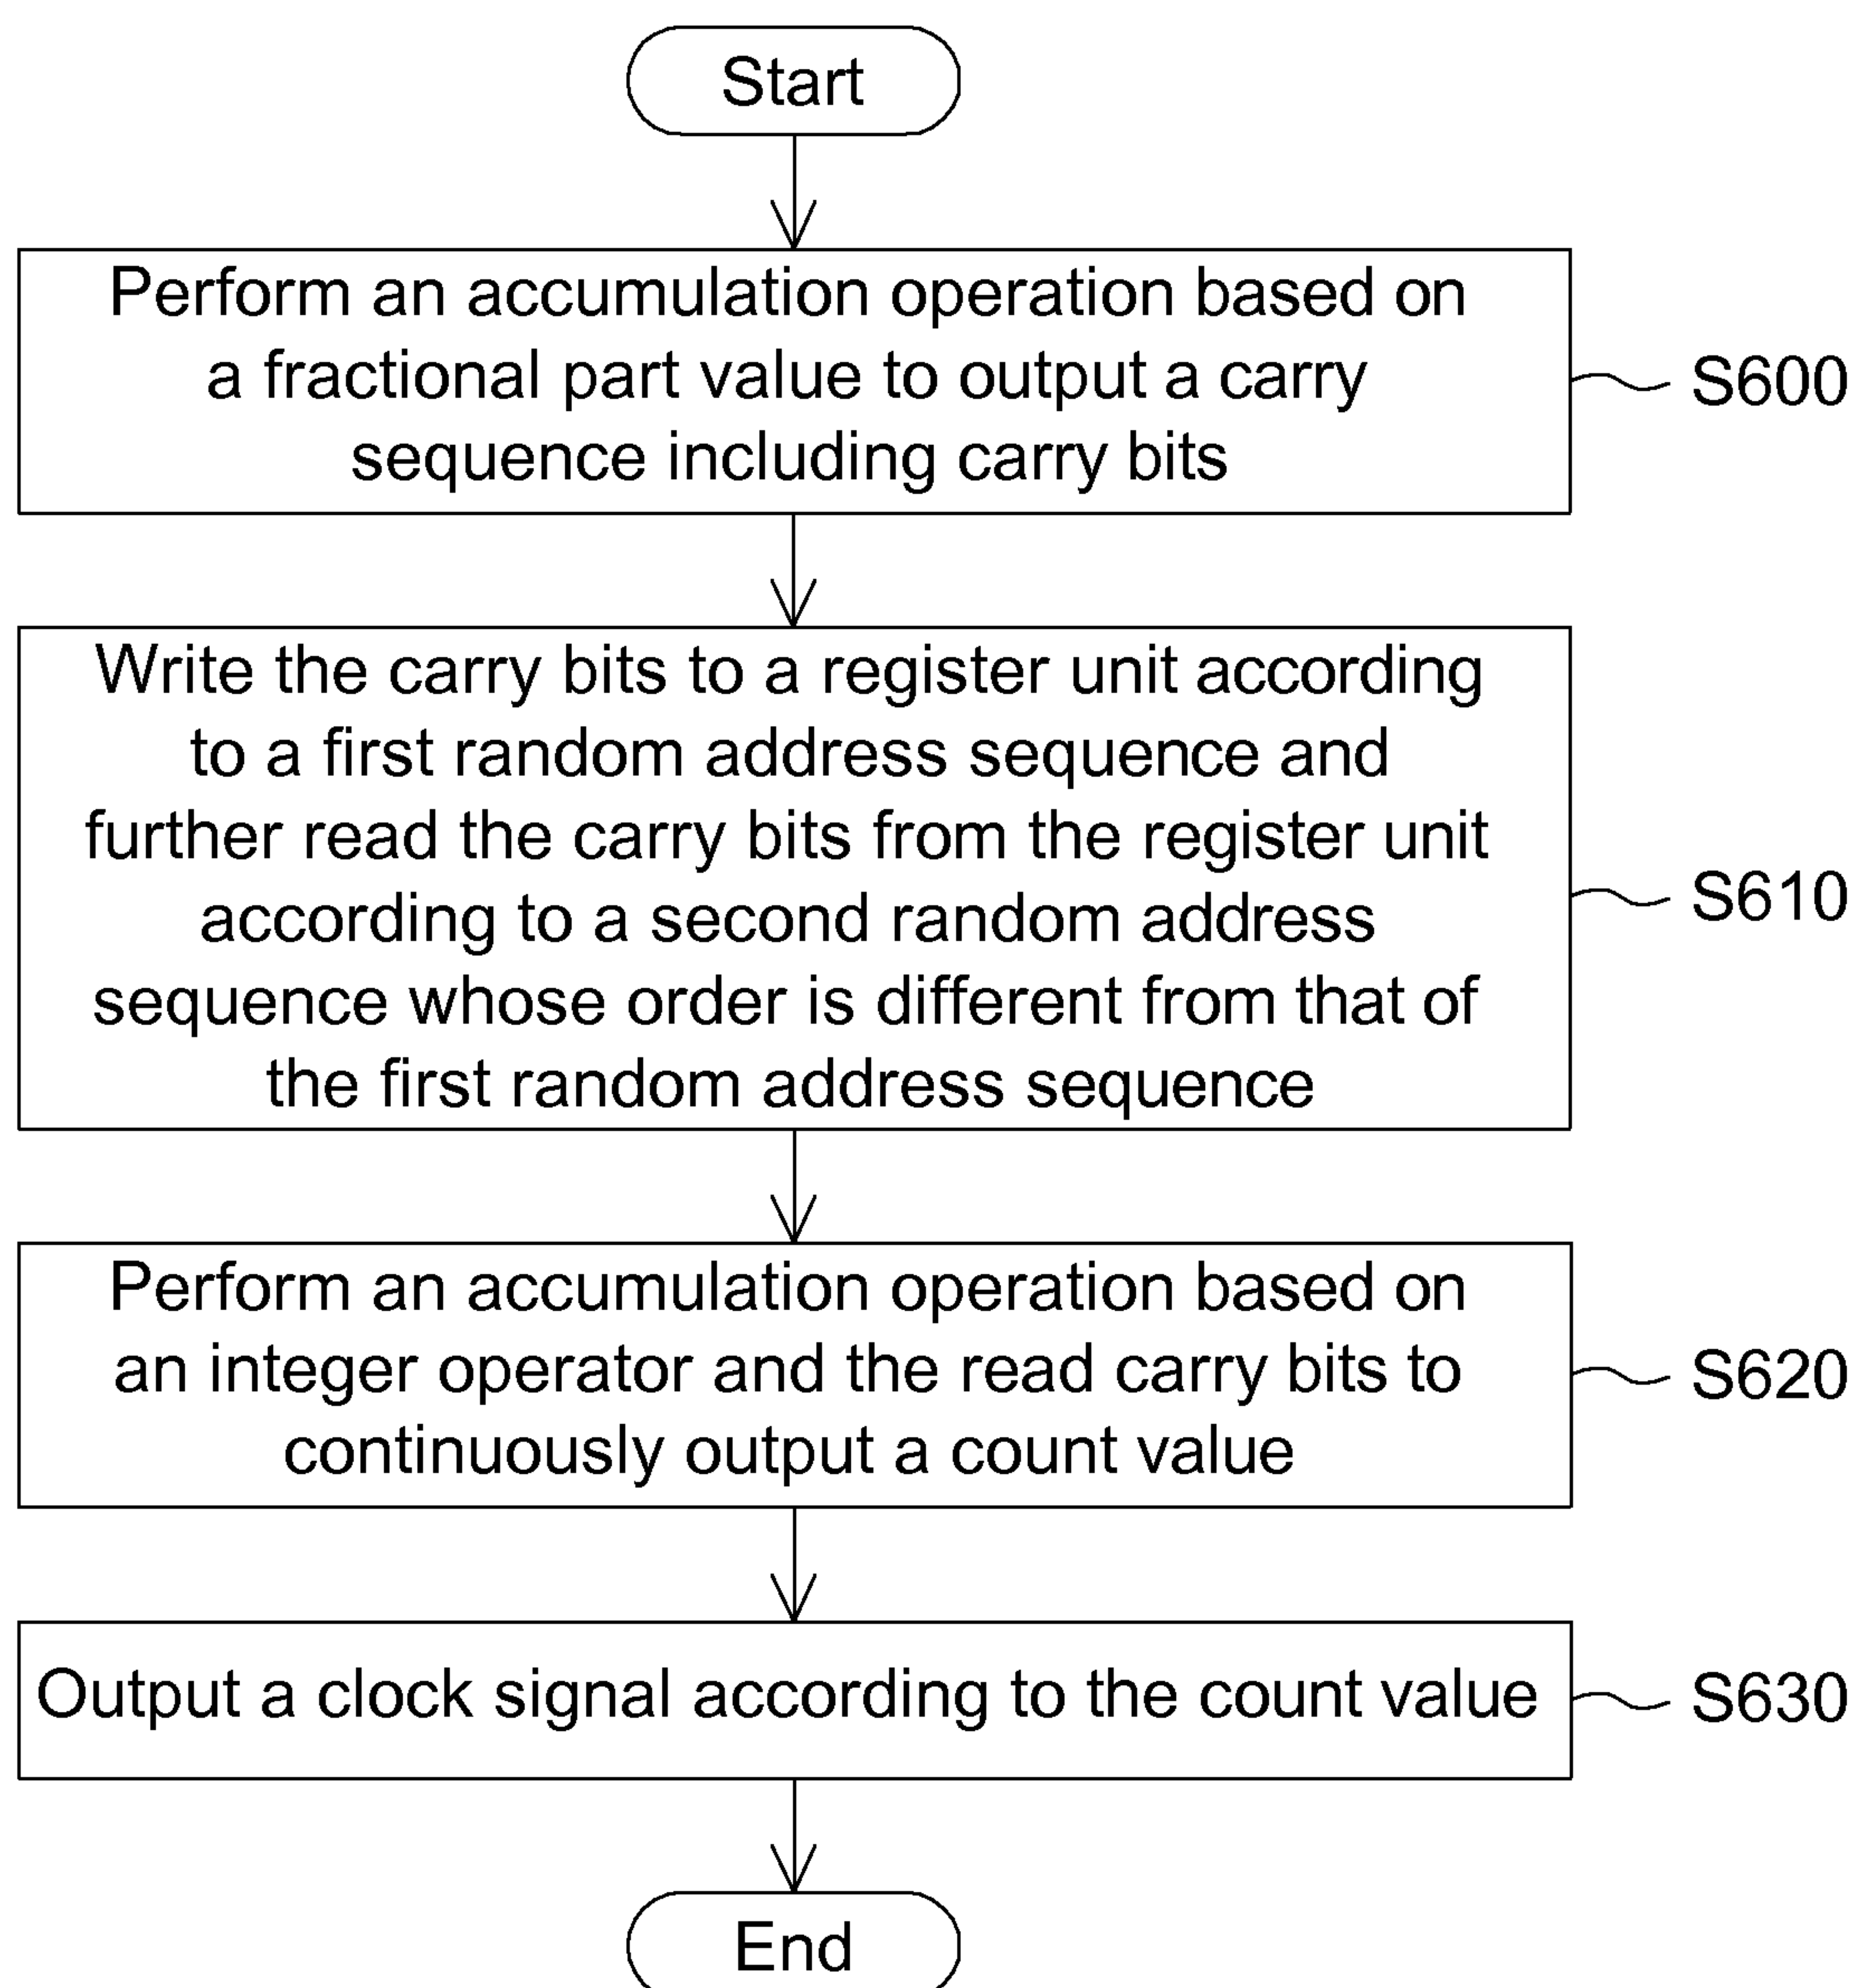 Start
Perform an accumulation operation based on
a fractional part value to output a carry
sequence including carry bits
S600
Write the carry bits to a register unit according
to a first random address sequence and
further read the carry bits from the register unit
according to a second random address
sequence whose order is different from that of
the first random address sequence
S610
Perform an accumulation operation based on
an integer operator and the read carry bits to
continuously output a count value
S620
Output a clock signal according to the count value
S630
End